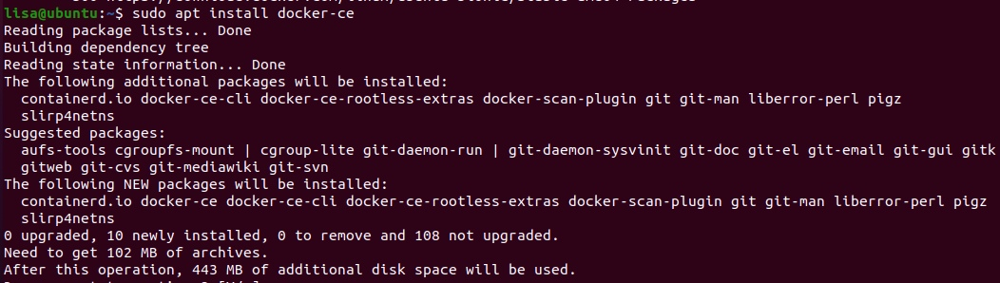 lisa@ubuntu:~$ sudo apt install docker-ce
Reading package lists... Done
Building dependency tree
Reading state information... Done
The following additional packages will be installed:
  containerd.io docker-ce-cli docker-ce-rootless-extras docker-scan-plugin git git-man liberror-perl pigz
  slirp4netns
Suggested packages:
  aufs-tools cgroupfs-mount | cgroup-lite git-daemon-run | git-daemon-sysvinit git-doc git-el git-email git-gui gitk
  gitweb git-cvs git-mediawiki git-svn
The following NEW packages will be installed:
  containerd.io docker-ce docker-ce-cli docker-ce-rootless-extras docker-scan-plugin git git-man liberror-perl pigz
  slirp4netns
0 upgraded, 10 newly installed, 0 to remove and 108 not upgraded.
Need to get 102 MB of archives.
After this operation, 443 MB of additional disk space will be used.